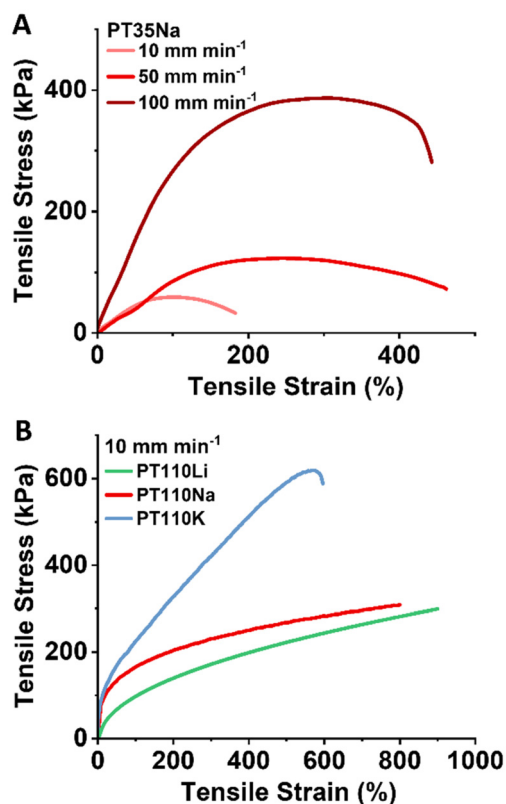 A
PT35Na
10 mm min⁻¹
50 mm min⁻¹
100 mm min⁻¹
400
200
0
Tensile Stress (kPa)
0 200 400
Tensile Strain (%)
B
10 mm min⁻¹
PT110Li
PT110Na
PT110K
600
400
200
0
Tensile Stress (kPa)
0 200 400 600 800 1000
Tensile Strain (%)